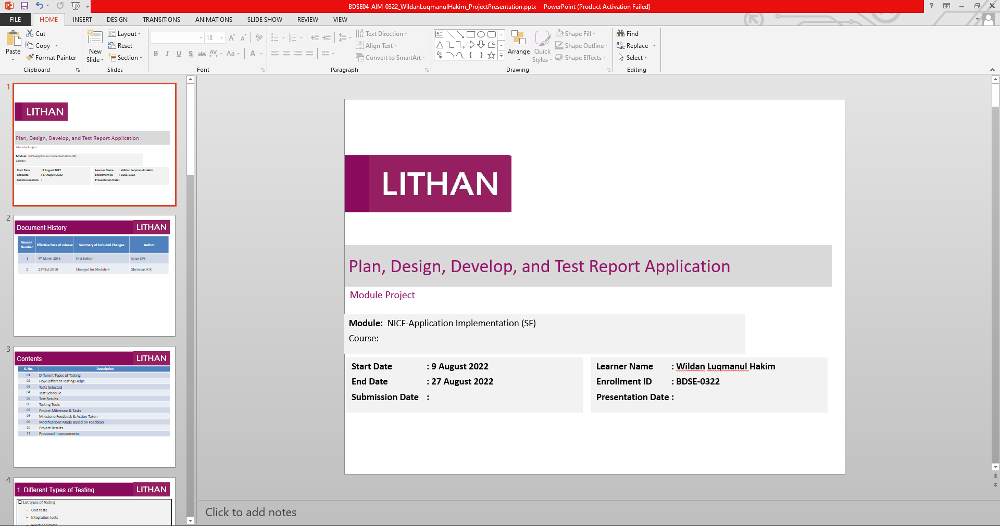 BDSE04-AIM-0322_WildanLuqmanulHakim_ProjectPresentation.pptx - PowerPoint (Product Activation Failed)
FILE HOME INSERT DESIGN TRANSITIONS ANIMATIONS SLIDE SHOW REVIEW VIEW
Paste
Cut
Copy
Format Painter
Clipboard
New Slide
Layout
Reset
Section
Slides
18
Font
Text Direction
Align Text
Convert to SmartArt
Paragraph
Arrange
Quick Styles
Shape Fill
Shape Outline
Shape Effects
Drawing
Find
Replace
Select
Editing
1
LITHAN
Plan, Design, Develop, and Test Report Application
Module Project
Module: NICF-Application Implementation (SF)
Course:
Start Date : 9 August 2022
End Date : 27 August 2022
Submission Date :
Learner Name : Wildan Luqmanul Hakim
Enrollment ID : BDSE-0322
Presentation Date :
2
Document History LITHAN
Version Number Effective Date of release Summary of Included Changes Author
1 4th March 2016 First Edition Satya CVS
2 23rd Jul 2018 Changed for Module 6 Shrinivas K R
3
Contents LITHAN
S. No. Description
01 Different Types of Testing
02 How Different Testing Helps
03 Tests Selected
04 Test Schedule
05 Test Results
06 Testing Tools
07 Project Milestone & Tasks
08 Milestone Feedback & Action Taken
09 Modifications Made Based on Feedback
10 Project Results
11 Proposed Improvements
4
1. Different Types of Testing LITHAN
List types of Testing
– Unit tests
– Integration tests
– Functional tests
LITHAN
Plan, Design, Develop, and Test Report Application
Module Project
Module: NICF-Application Implementation (SF)
Course:
Start Date : 9 August 2022
End Date : 27 August 2022
Submission Date :
Learner Name : Wildan Luqmanul Hakim
Enrollment ID : BDSE-0322
Presentation Date :
Click to add notes